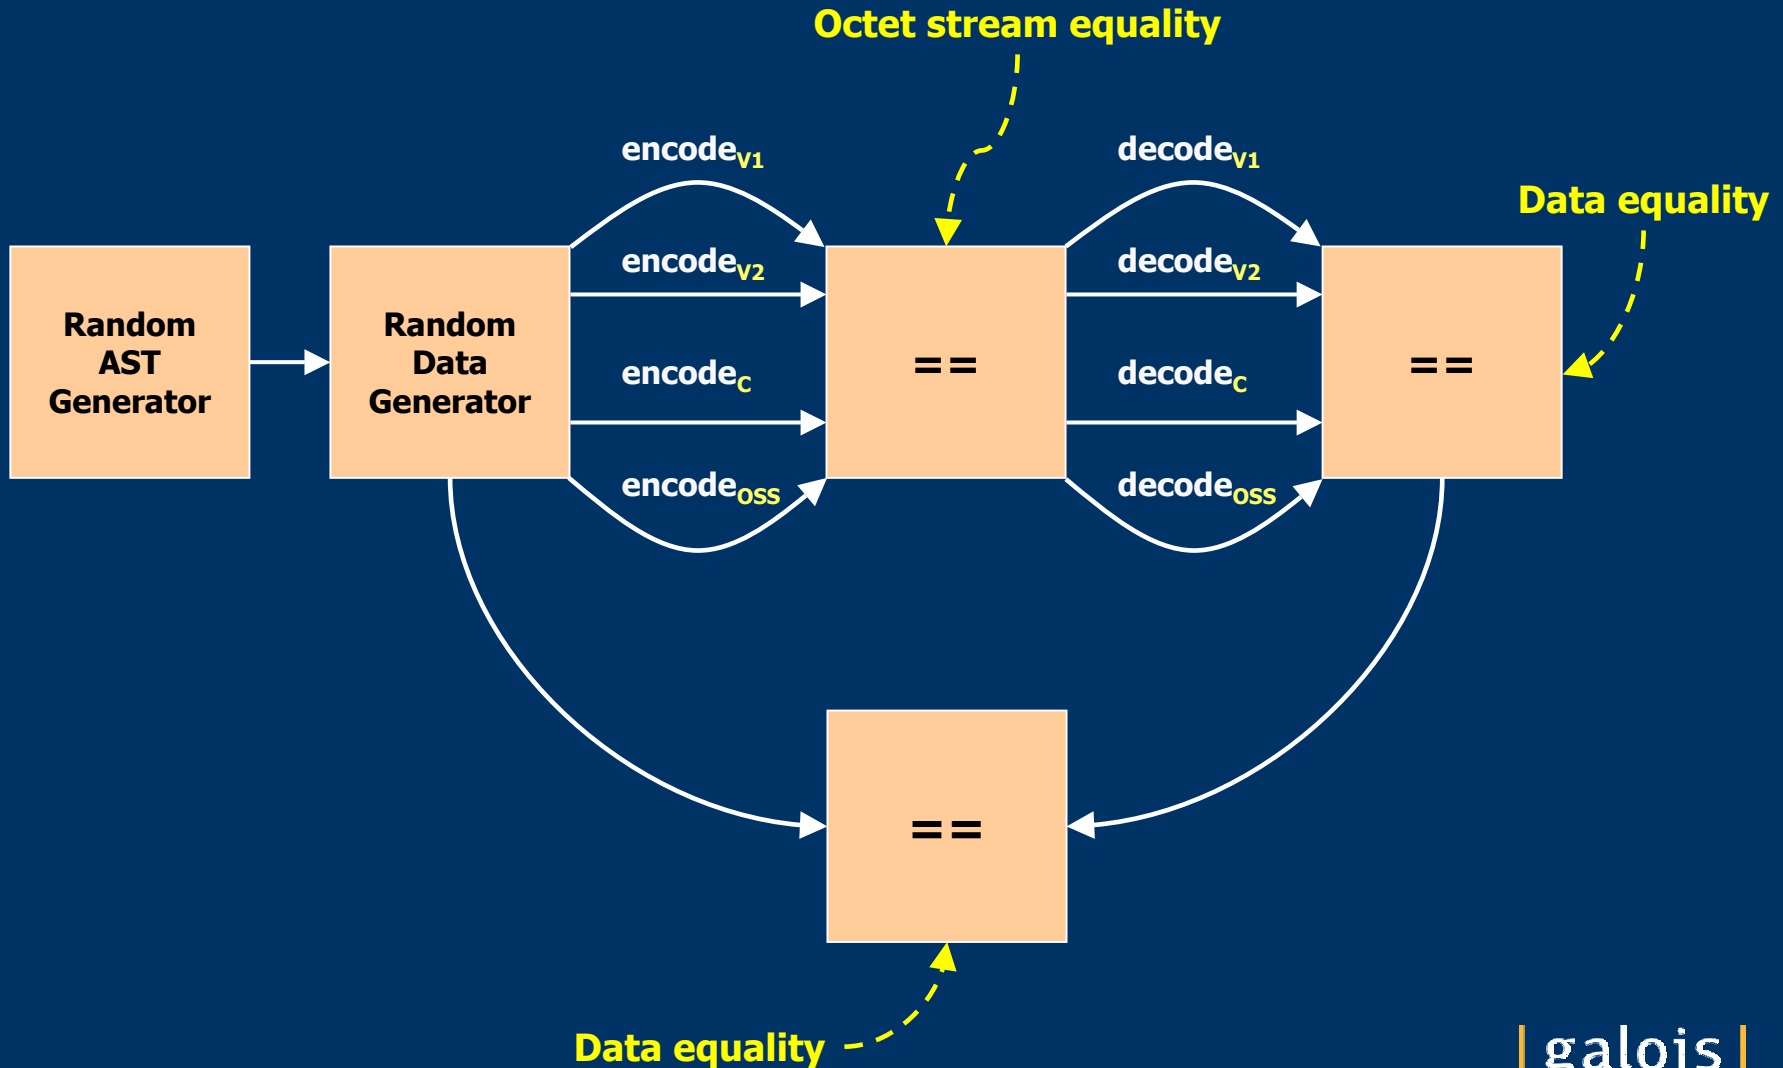 Octet stream equality
encodeV1
decodeV1
Data equality
encodeV2
decodeV2
Random
AST
Generator
Random
Data
Generator
==
==
encodeC
decodeC
encodeOSS
decodeOSS
==
Data equality
| galois |